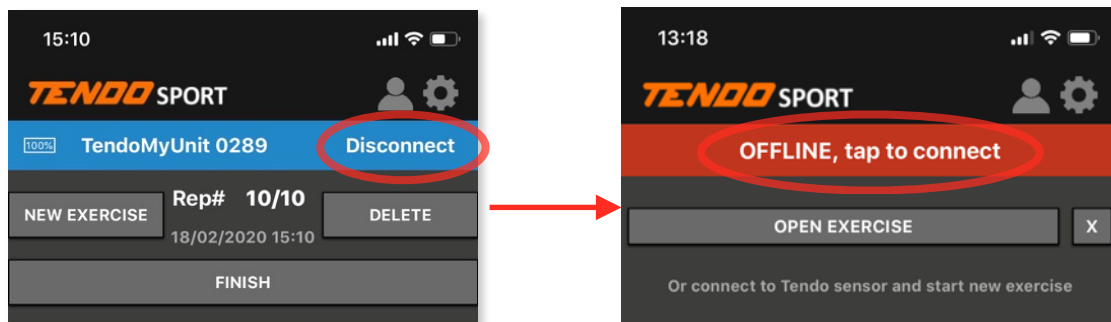 15:10
TENDO SPORT
100% TendoMyUnit 0289 Disconnect
NEW EXERCISE
Rep# 10/10
18/02/2020 15:10
DELETE
FINISH
13:18
TENDO SPORT
OFFLINE, tap to connect
OPEN EXERCISE X
Or connect to Tendo sensor and start new exercise